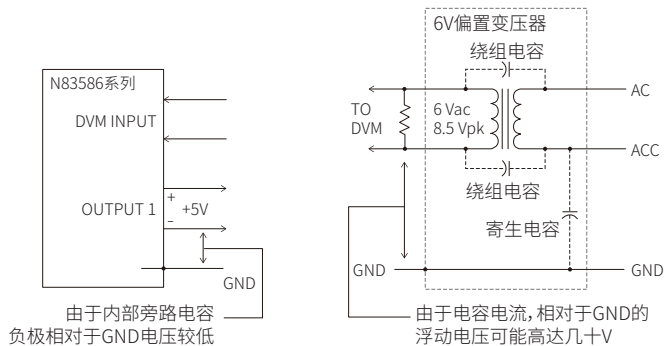 N83586系列
DVM INPUT
OUTPUT 1
+
-
+5V
GND
由于内部旁路电容
负极相对于GND电压较低
6V偏置变压器
绕组电容
TO
DVM
6 Vac
8.5 Vpk
AC
ACC
绕组电容
寄生电容
GND
GND
由于电容电流，相对于GND的
浮动电压可能高达几十V